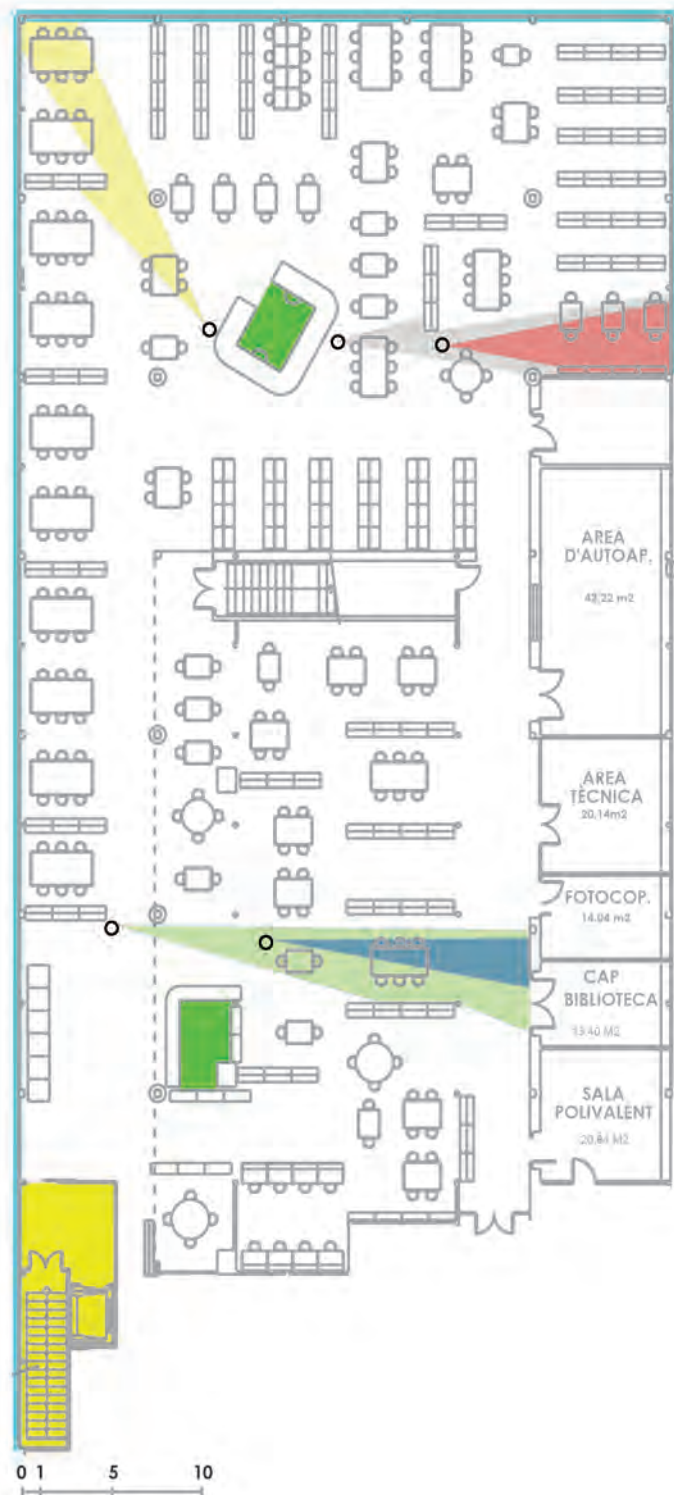 AREA
D'AUTOAP.
42,22 m2
AREA
TÈCNICA
20,14m2
FOTOCOP.
14.04 m2
CAP
BIBLIOTECA
13.40 M2
SALA
POLIVALENT
20,84 M2
0 1 5 10